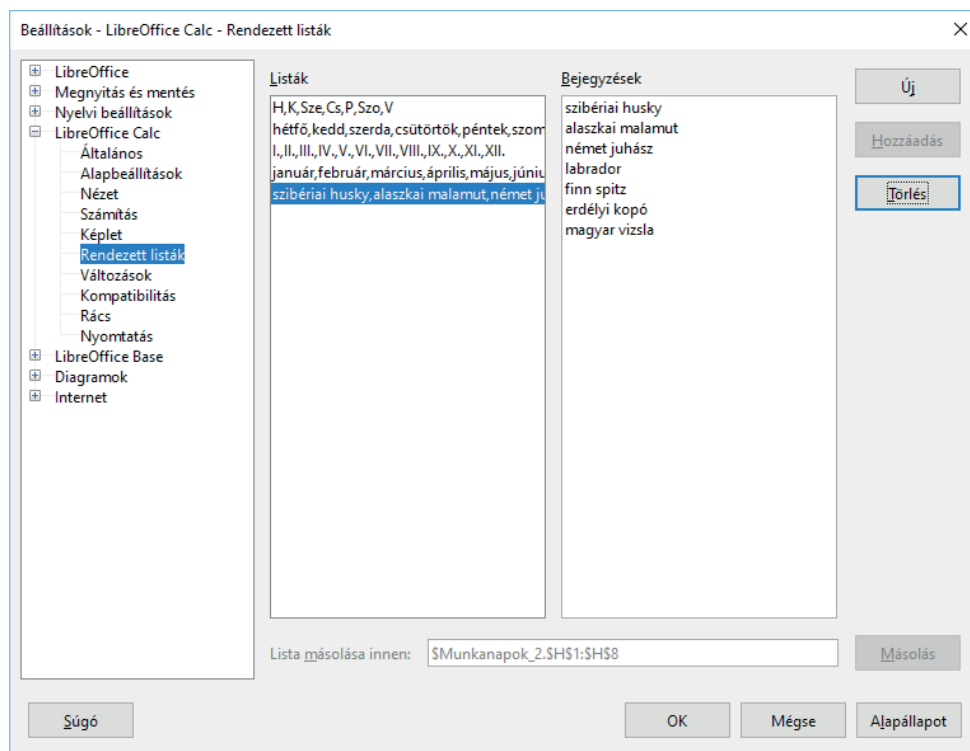 Beállítások - LibreOffice Calc - Rendezett listák
LibreOffice
Megnyitás és mentés
Nyelvi beállítások
LibreOffice Calc
Általános
Alapbeállítások
Nézet
Számítás
Képlet
Rendezett listák
Változások
Kompatibilitás
Rács
Nyomtatás
LibreOffice Base
Diagramok
Internet
Listák
H,K,Sze,Cs,P,Szo,V
hétfő,kedd,szerda,csütörtök,péntek,szom
I.,II.,III.,IV.,V.,VI.,VII.,VIII.,IX.,X.,XI.,XII.
január,február,március,április,május,júniu
szibériai husky,alaszkai malamut,német ju
Bejegyzések
szibériai husky
alaszkai malamut
német juhász
labrador
finn spitz
erdélyi kopó
magyar vizsla
Új
Hozzáadás
Törlés
Lista másolása innen:
$Munkanapok_2.$H$1:$H$8
Másolás
Súgó
OK
Mégse
Alapállapot